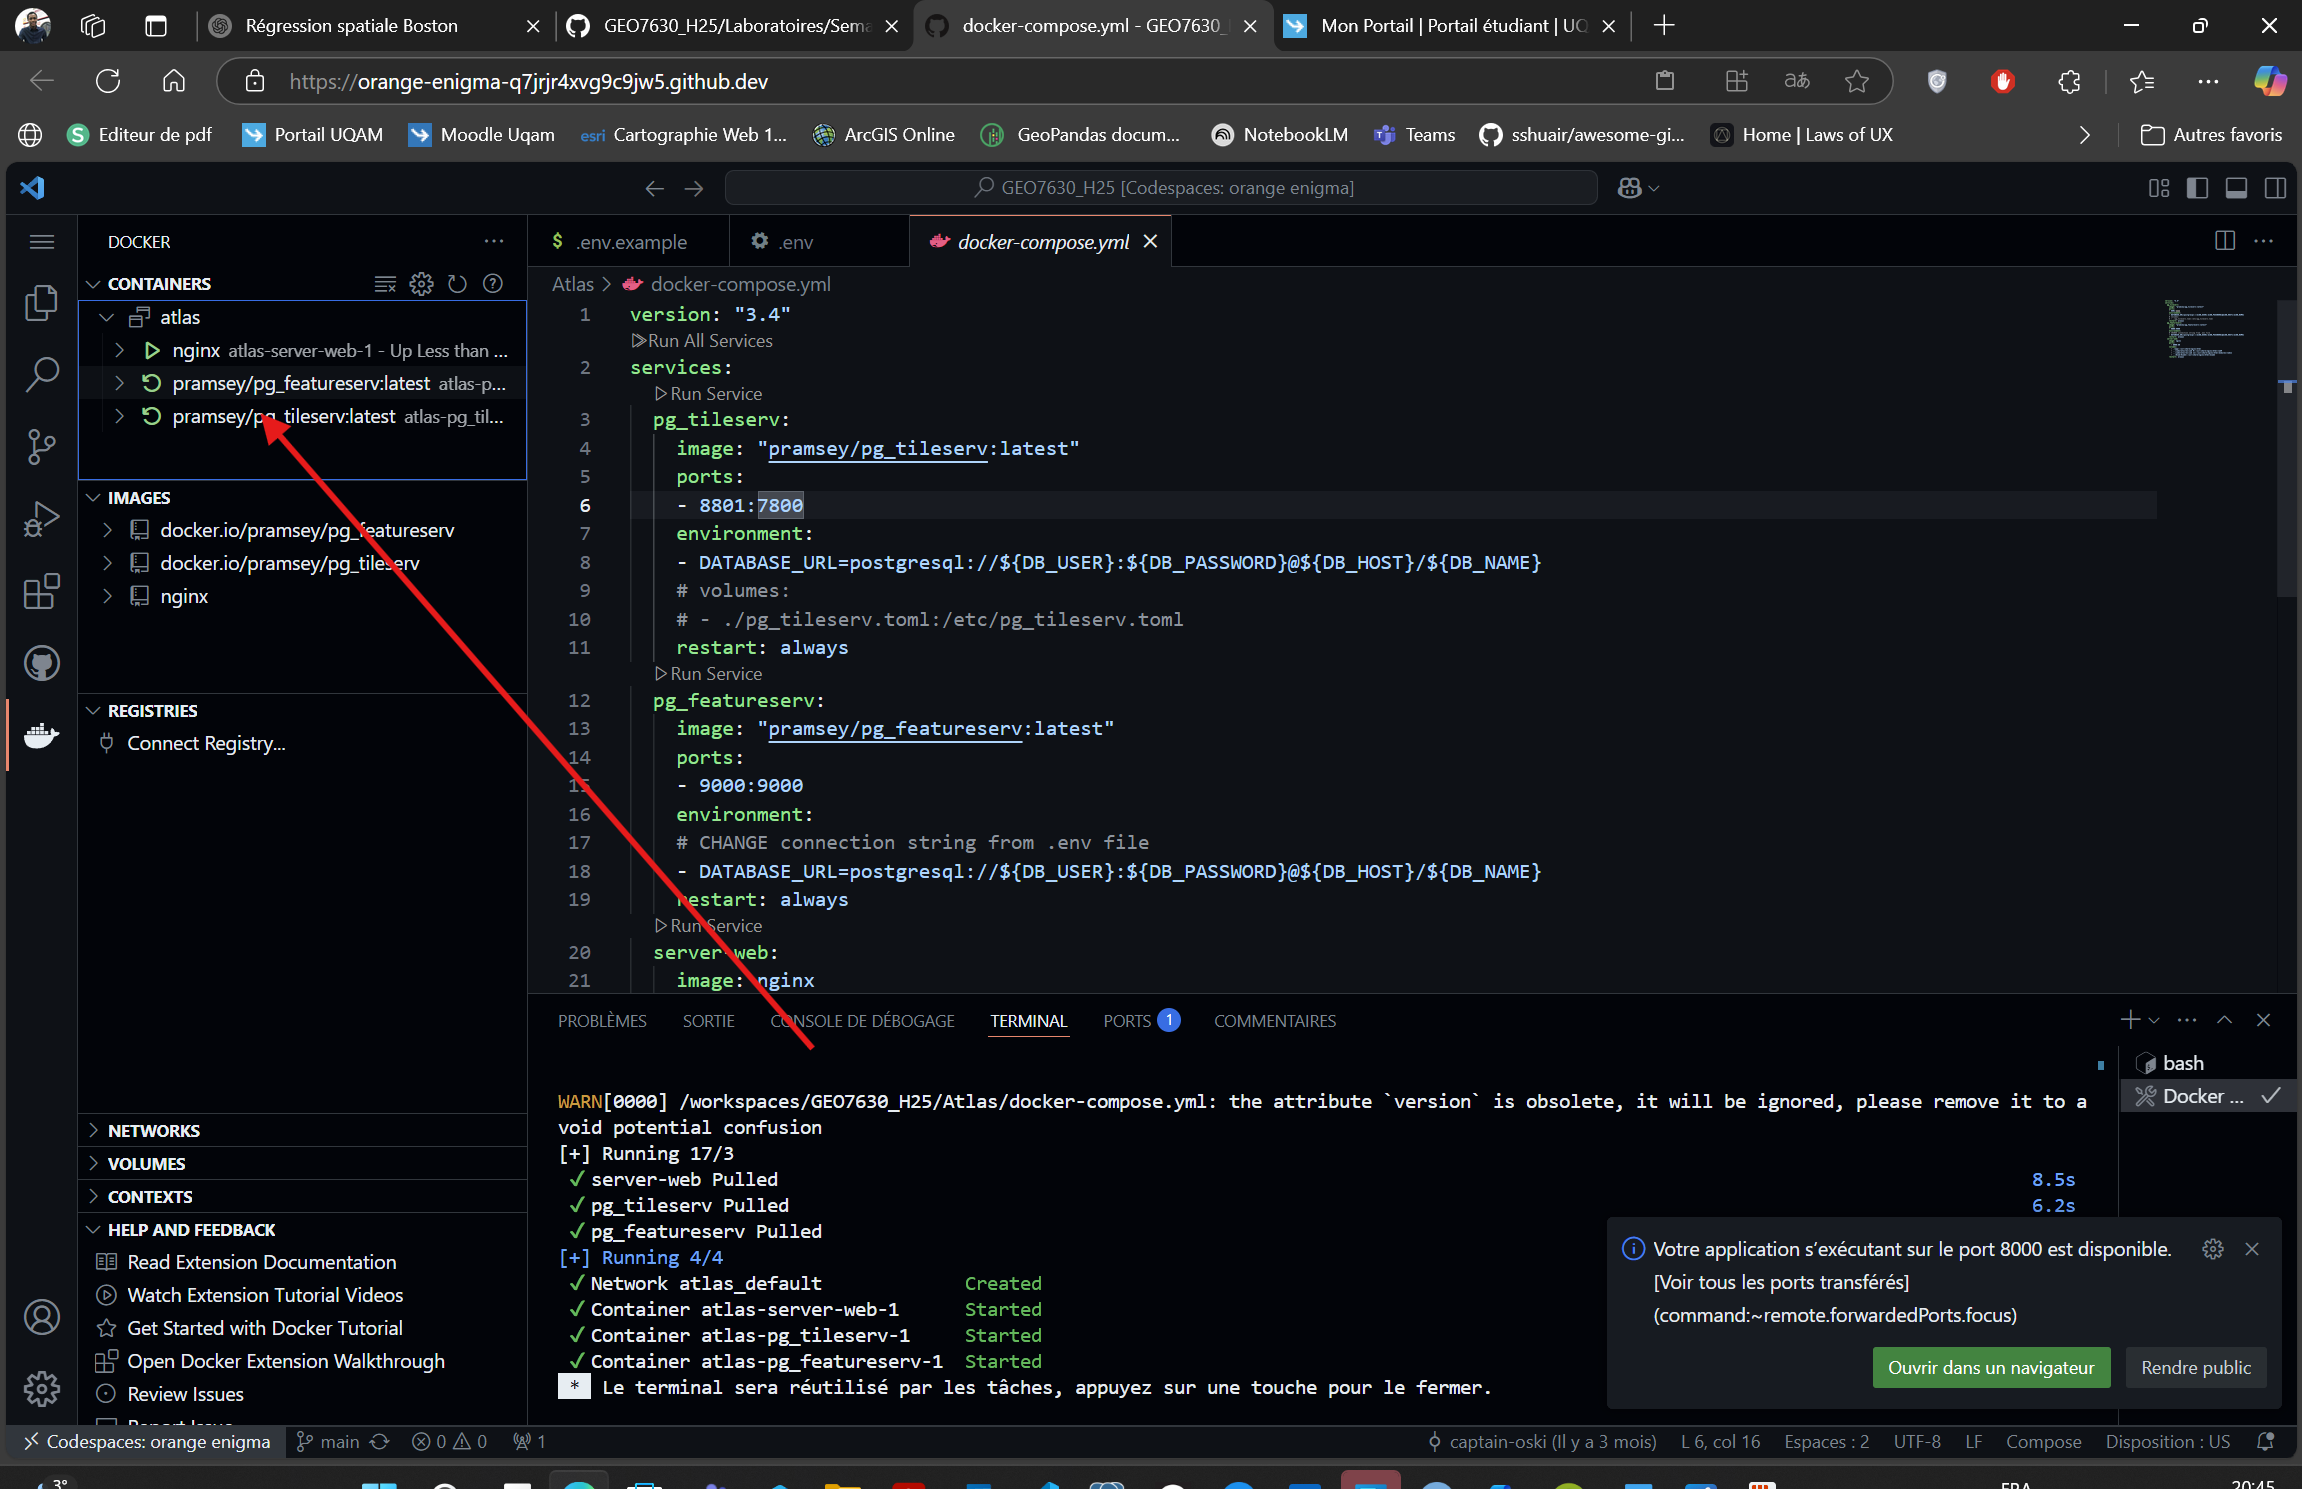 Régression spatiale Boston
GEO7630_H25/Laboratoires/Sema
docker-compose.yml - GEO7630_
Mon Portail | Portail étudiant | UQ
https://orange-enigma-q7jrjr4xvg9c9jw5.github.dev
Editeur de pdf
Portail UQAM
Moodle Uqam
esri Cartographie Web 1...
ArcGIS Online
GeoPandas docum...
NotebookLM
Teams
sshuair/awesome-gi...
Home | Laws of UX
Autres favoris
GEO7630_H25 [Codespaces: orange enigma]
DOCKER
CONTAINERS
atlas
nginx atlas-server-web-1 - Up Less than ...
pramsey/pg_featureserv:latest atlas-p...
pramsey/pg_tileserv:latest atlas-pg_til...
IMAGES
docker.io/pramsey/pg_featureserv
docker.io/pramsey/pg_tileserv
nginx
REGISTRIES
Connect Registry...
NETWORKS
VOLUMES
CONTEXTS
HELP AND FEEDBACK
Read Extension Documentation
Watch Extension Tutorial Videos
Get Started with Docker Tutorial
Open Docker Extension Walkthrough
Review Issues
$ .env.example
.env
docker-compose.yml
Atlas > docker-compose.yml
1 version: "3.4"
Run All Services
2 services:
Run Service
3 pg_tileserv:
4 image: "pramsey/pg_tileserv:latest"
5 ports:
6 - 8801:7800
7 environment:
8 - DATABASE_URL=postgresql://${DB_USER}:${DB_PASSWORD}@${DB_HOST}/${DB_NAME}
9 # volumes:
10 # - ./pg_tileserv.toml:/etc/pg_tileserv.toml
11 restart: always
Run Service
12 pg_featureserv:
13 image: "pramsey/pg_featureserv:latest"
14 ports:
15 - 9000:9000
16 environment:
17 # CHANGE connection string from .env file
18 - DATABASE_URL=postgresql://${DB_USER}:${DB_PASSWORD}@${DB_HOST}/${DB_NAME}
19 restart: always
Run Service
20 server-web:
21 image: nginx
PROBLÈMES SORTIE CONSOLE DE DÉBOGAGE TERMINAL PORTS 1 COMMENTAIRES
bash
Docker ...
WARN[0000] /workspaces/GEO7630_H25/Atlas/docker-compose.yml: the attribute `version` is obsolete, it will be ignored, please remove it to a
void potential confusion
[+] Running 17/3
✓ server-web Pulled 8.5s
✓ pg_tileserv Pulled 6.2s
✓ pg_featureserv Pulled
[+] Running 4/4
✓ Network atlas_default Created
✓ Container atlas-server-web-1 Started
✓ Container atlas-pg_tileserv-1 Started
✓ Container atlas-pg_featureserv-1 Started
* Le terminal sera réutilisé par les tâches, appuyez sur une touche pour le fermer.
Votre application s'exécutant sur le port 8000 est disponible.
[Voir tous les ports transférés]
(command:~remote.forwardedPorts.focus)
Ouvrir dans un navigateur
Rendre public
Codespaces: orange enigma main 0 0 1
captain-oski (Il y a 3 mois) L 6, col 16 Espaces : 2 UTF-8 LF Compose Disposition : US
3°